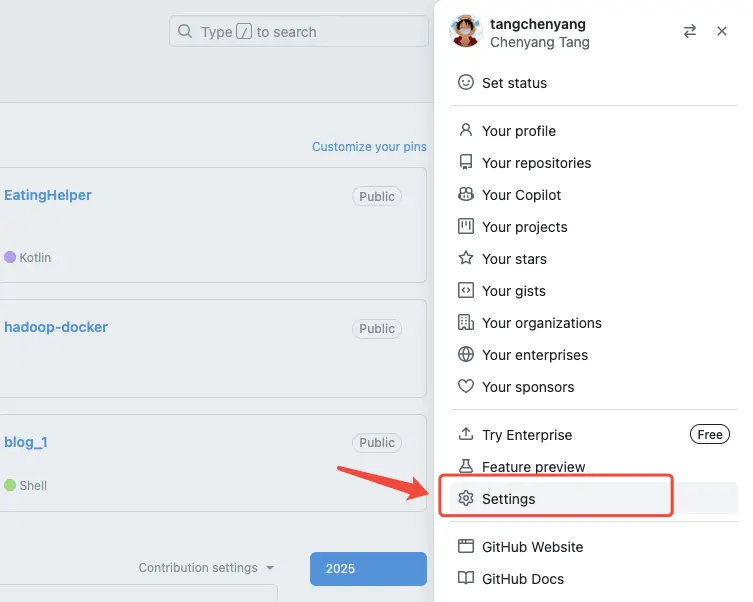 Type / to search
Customize your pins
EatingHelper
Public
Kotlin
hadoop-docker
Public
blog_1
Public
Shell
Contribution settings
2025
tangchenyang
Chenyang Tang
Set status
Your profile
Your repositories
Your Copilot
Your projects
Your stars
Your gists
Your organizations
Your enterprises
Your sponsors
Try Enterprise
Free
Feature preview
Settings
GitHub Website
GitHub Docs